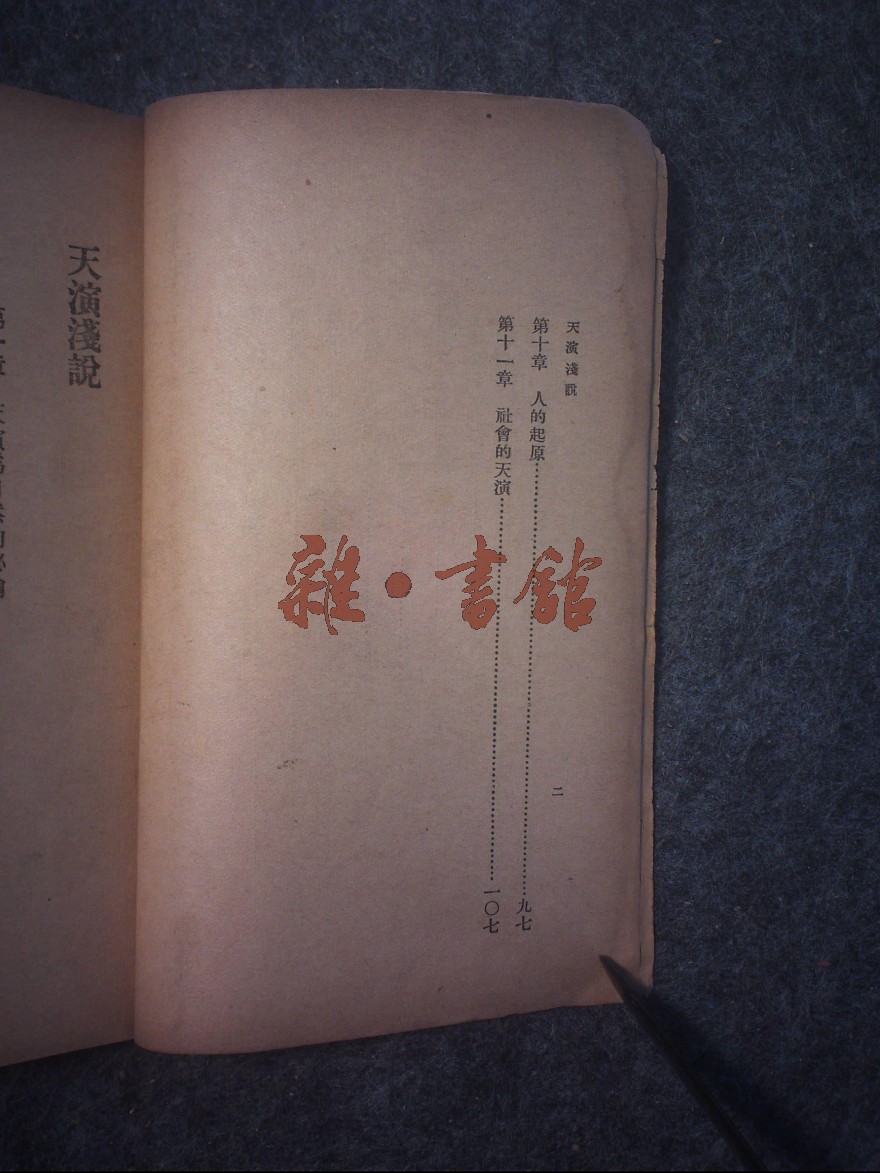 天演淺說
二
第十章　人的起原……九七
第十一章　社會的天演……一〇七
雜・書館
天演淺說